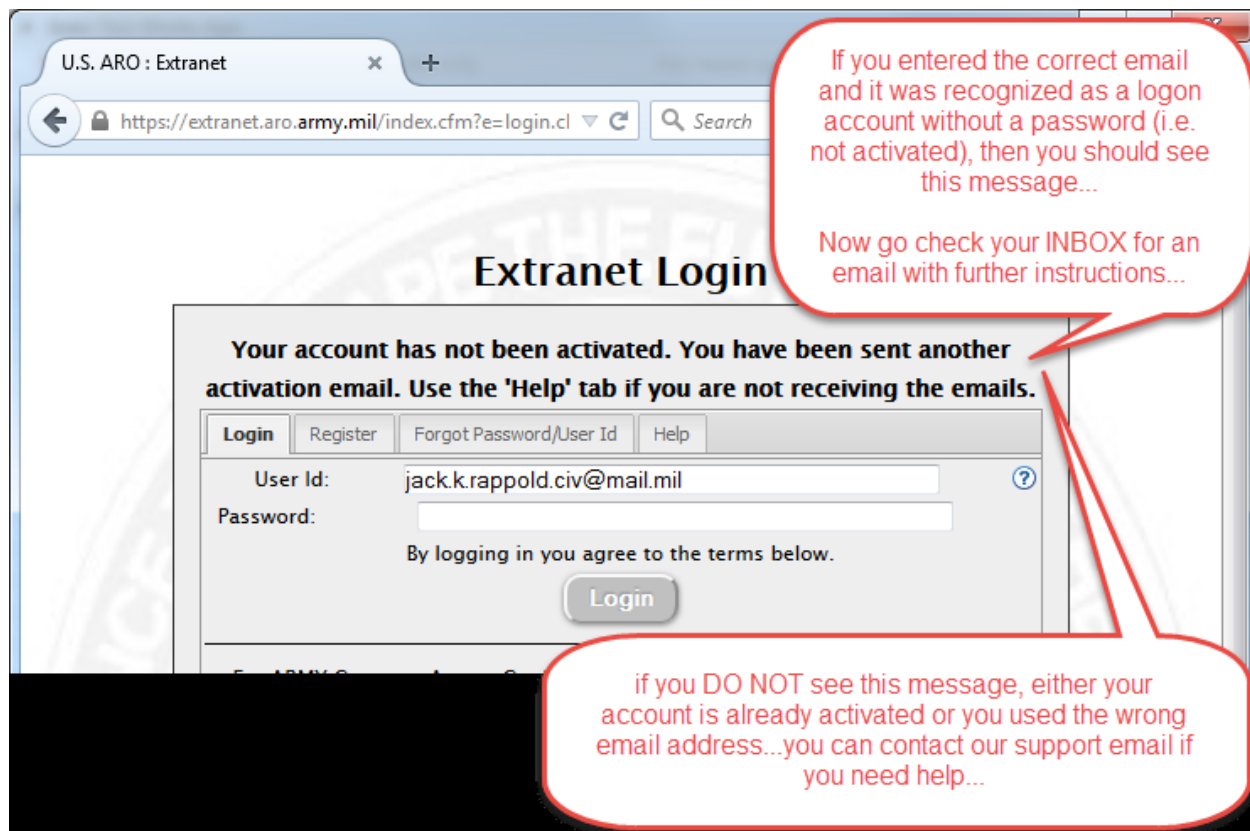 U.S. ARO : Extranet
https://extranet.aro.army.mil/index.cfm?e=login.cl
Search
If you entered the correct email
and it was recognized as a logon
account without a password (i.e.
not activated), then you should see
this message...
Now go check your INBOX for an
email with further instructions...
Extranet Login
Your account has not been activated. You have been sent another
activation email. Use the 'Help' tab if you are not receiving the emails.
Login Register Forgot Password/User Id Help
User Id: jack.k.rappold.civ@mail.mil
Password:
By logging in you agree to the terms below.
Login
if you DO NOT see this message, either your
account is already activated or you used the wrong
email address...you can contact our support email if
you need help...